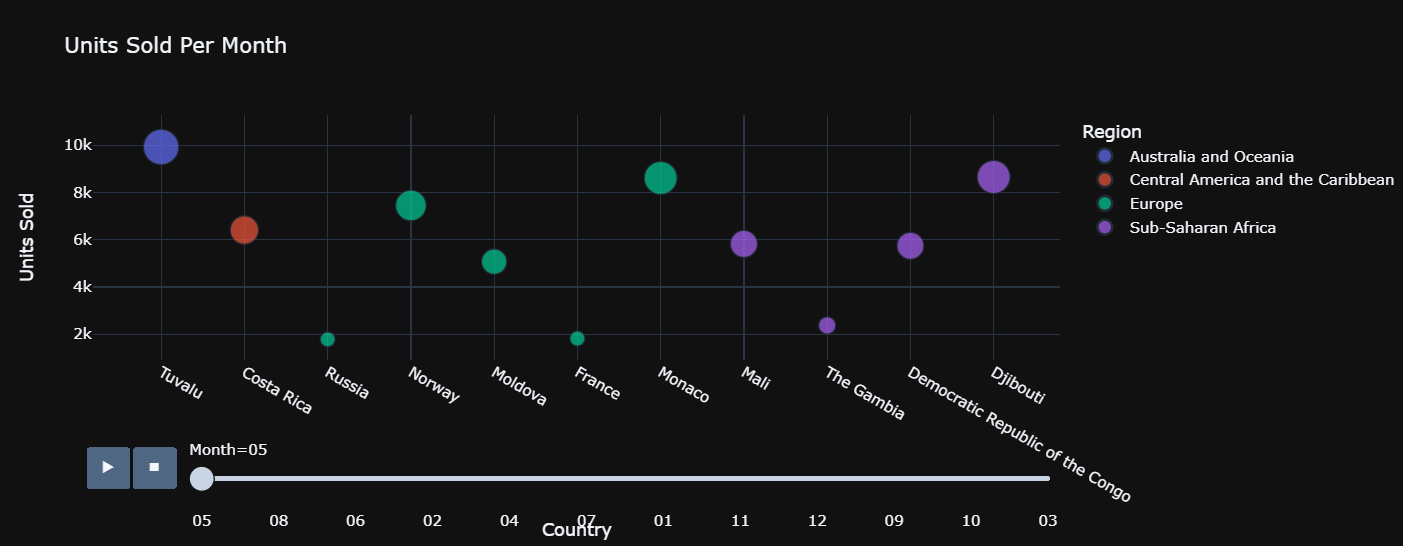 Units Sold Per Month
Units Sold
10k
8k
6k
4k
2k
Tuvalu
Costa Rica
Russia
Norway
Moldova
France
Monaco
Mali
The Gambia
Democratic Republic of the Congo
Djibouti
Region
Australia and Oceania
Central America and the Caribbean
Europe
Sub-Saharan Africa
Month=05
05 08 06 02 04 07 01 11 12 09 10 03
Country